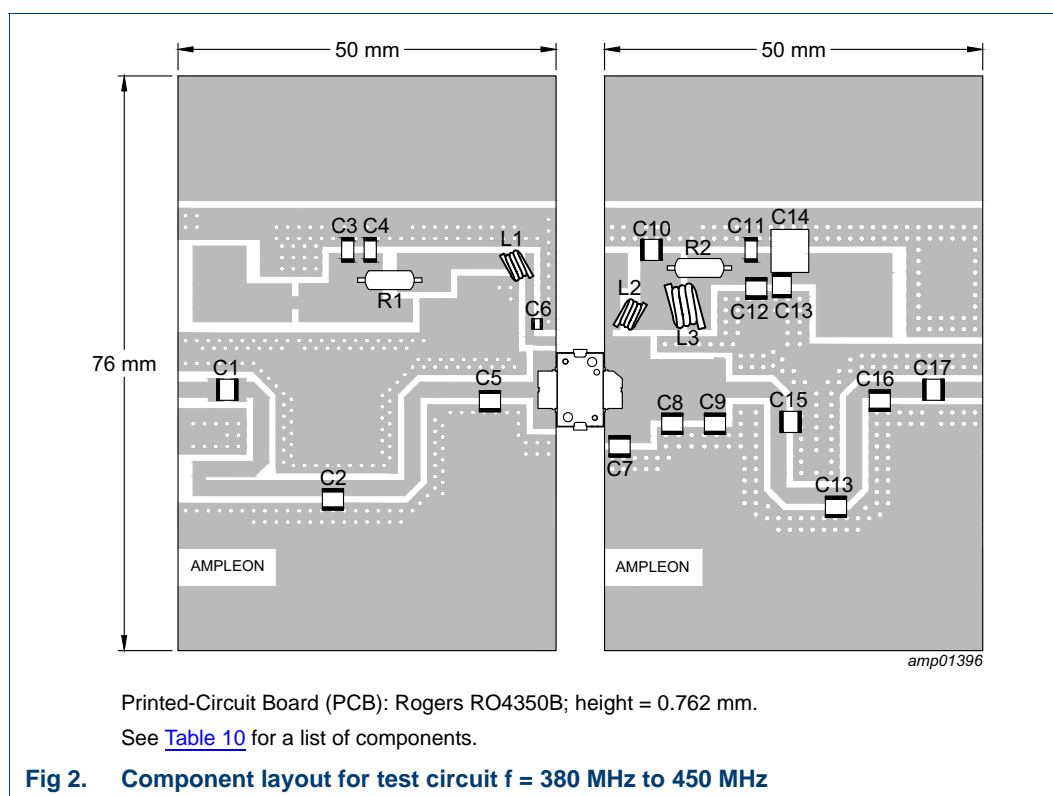 50 mm
50 mm
76 mm
C3
C4
L1
R1
C6
C1
C5
C2
C10
C11
C14
R2
L2
L3
C12
C13
C17
C16
C8
C9
C15
C7
C13
AMPLEON
AMPLEON
amp01396
Printed-Circuit Board (PCB): Rogers RO4350B; height = 0.762 mm.
See Table 10 for a list of components.
Fig 2. Component layout for test circuit f = 380 MHz to 450 MHz